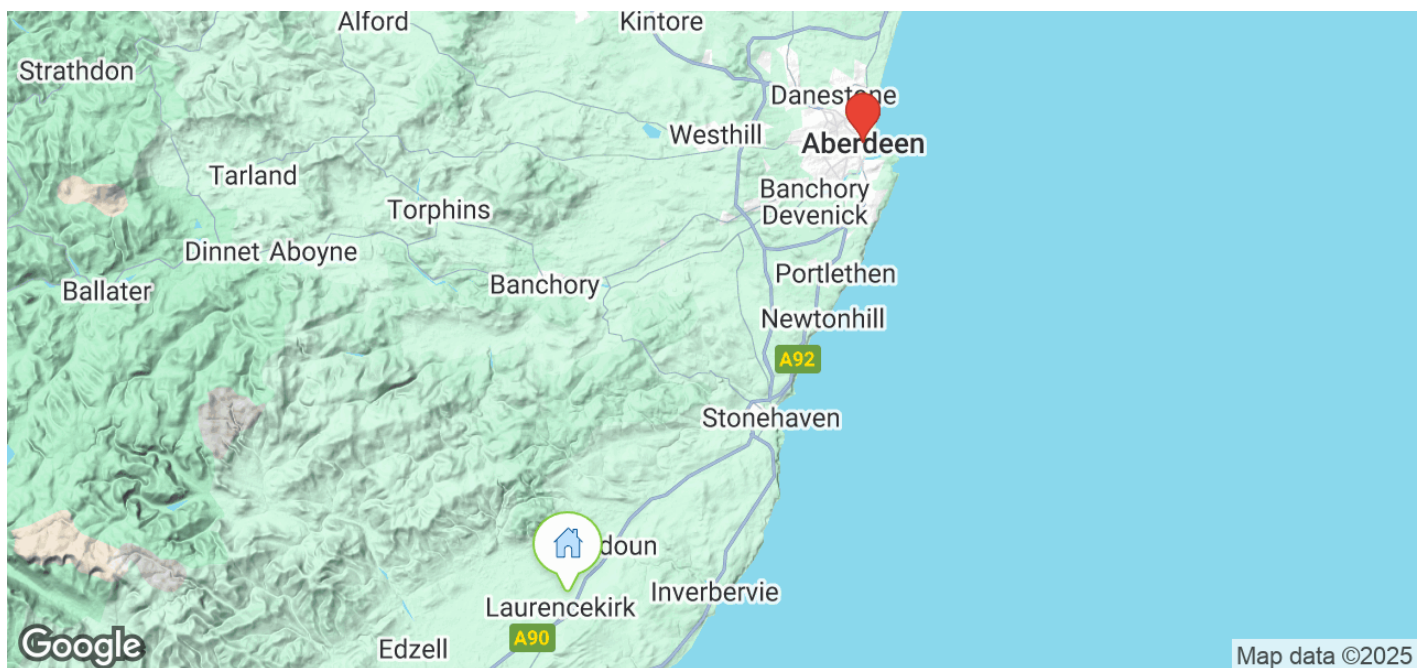 Alford
Kintore
Strathdon
Danestone
Westhill
Aberdeen
Tarland
Banchory
Devenick
Torphins
Dinnet Aboyne
Portlethen
Ballater
Banchory
Newtonhill
A92
Stonehaven
doun
Laurencekirk
Inverbervie
A90
Edzell
Google
Map data ©2025